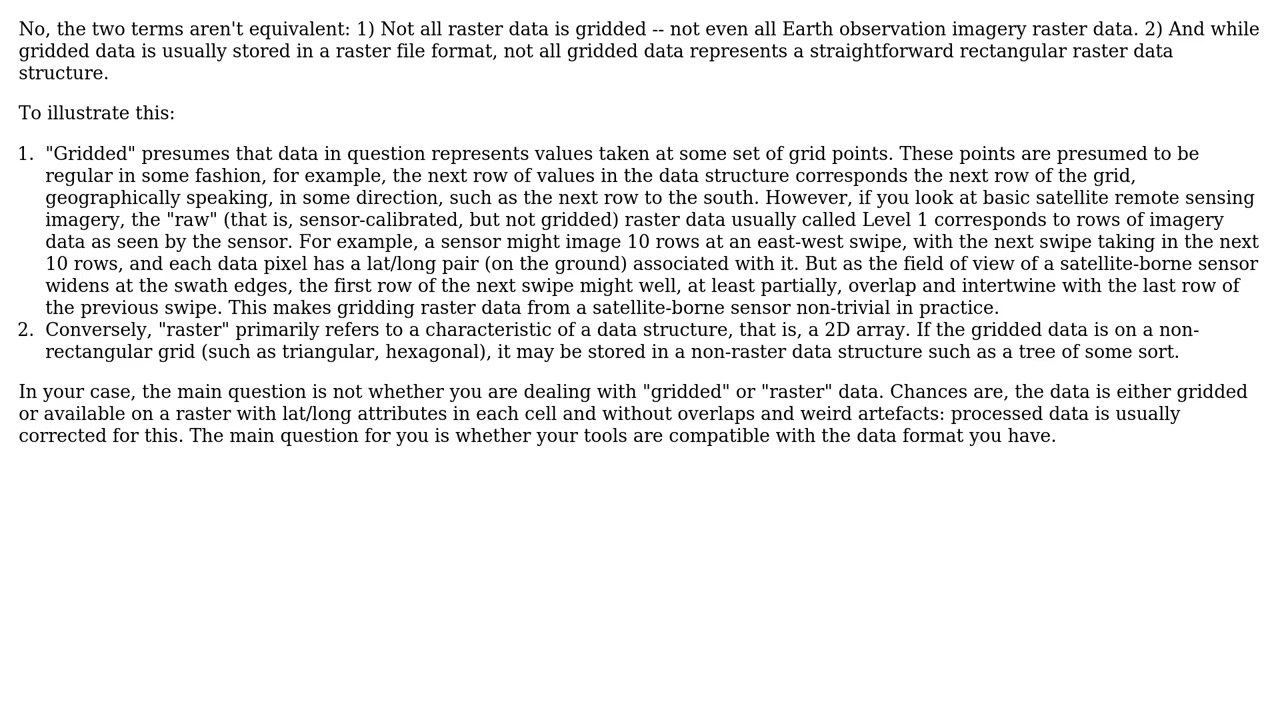 No, the two terms aren't equivalent: 1) Not all raster data is gridded -- not even all Earth observation imagery raster data. 2) And while
gridded data is usually stored in a raster file format, not all gridded data represents a straightforward rectangular raster data
structure.
To illustrate this:
1. "Gridded" presumes that data in question represents values taken at some set of grid points. These points are presumed to be
regular in some fashion, for example, the next row of values in the data structure corresponds the next row of the grid,
geographically speaking, in some direction, such as the next row to the south. However, if you look at basic satellite remote sensing
imagery, the "raw" (that is, sensor-calibrated, but not gridded) raster data usually called Level 1 corresponds to rows of imagery
data as seen by the sensor. For example, a sensor might image 10 rows at an east-west swipe, with the next swipe taking in the next
10 rows, and each data pixel has a lat/long pair (on the ground) associated with it. But as the field of view of a satellite-borne sensor
widens at the swath edges, the first row of the next swipe might well, at least partially, overlap and intertwine with the last row of
the previous swipe. This makes gridding raster data from a satellite-borne sensor non-trivial in practice.
2. Conversely, "raster" primarily refers to a characteristic of a data structure, that is, a 2D array. If the gridded data is on a non-
rectangular grid (such as triangular, hexagonal), it may be stored in a non-raster data structure such as a tree of some sort.
In your case, the main question is not whether you are dealing with "gridded" or "raster" data. Chances are, the data is either gridded
or available on a raster with lat/long attributes in each cell and without overlaps and weird artefacts: processed data is usually
corrected for this. The main question for you is whether your tools are compatible with the data format you have.